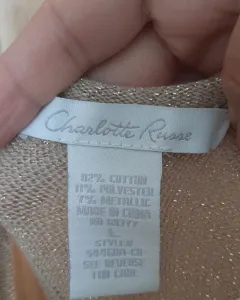 Charlotte Russe
82% COTTON
11% POLYESTER
7% METALLIC
MADE IN CHINA
L
STYLE#
SEE REVERSE
FOR CARE